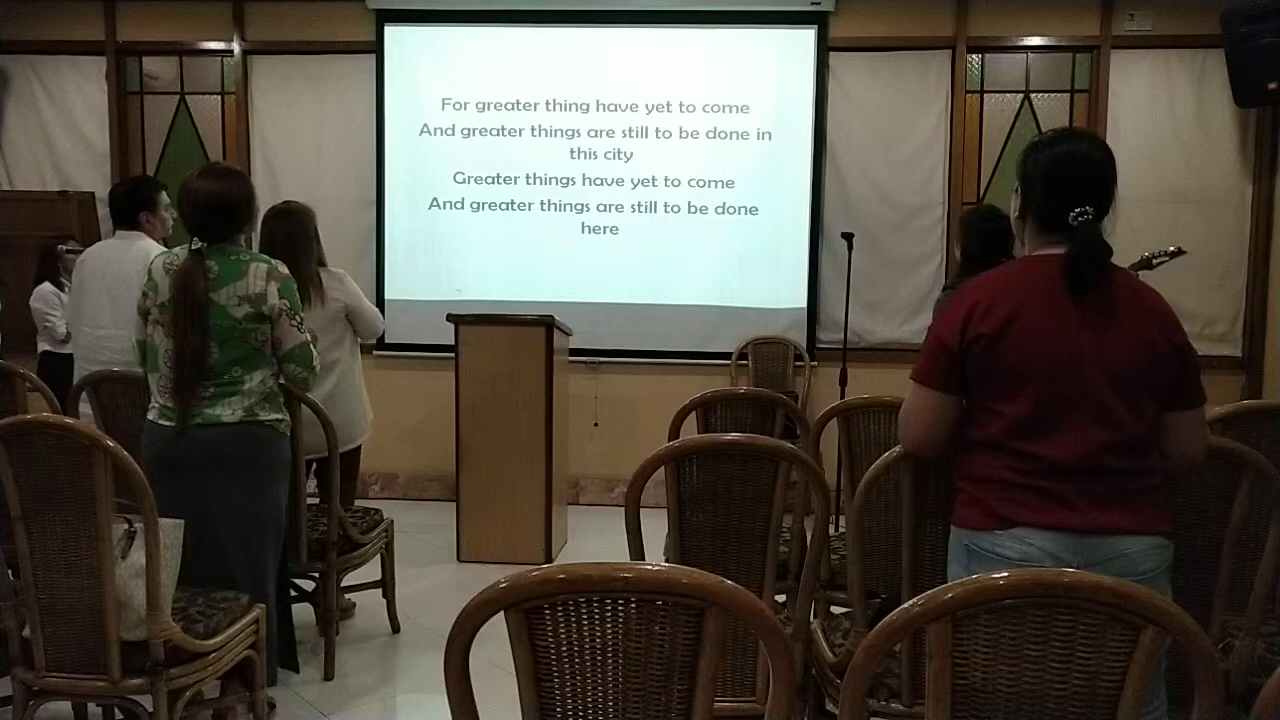 For greater thing have yet to come
And greater things are still to be done in
this city
Greater things have yet to come
And greater things are still to be done
here